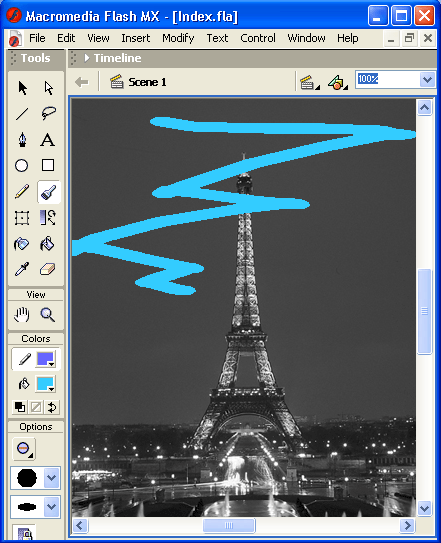 Macromedia Flash MX - [Index.fla]
File Edit View Insert Modify Text Control Window Help
Tools
Timeline
Scene 1
100%
A
View
Colors
Options